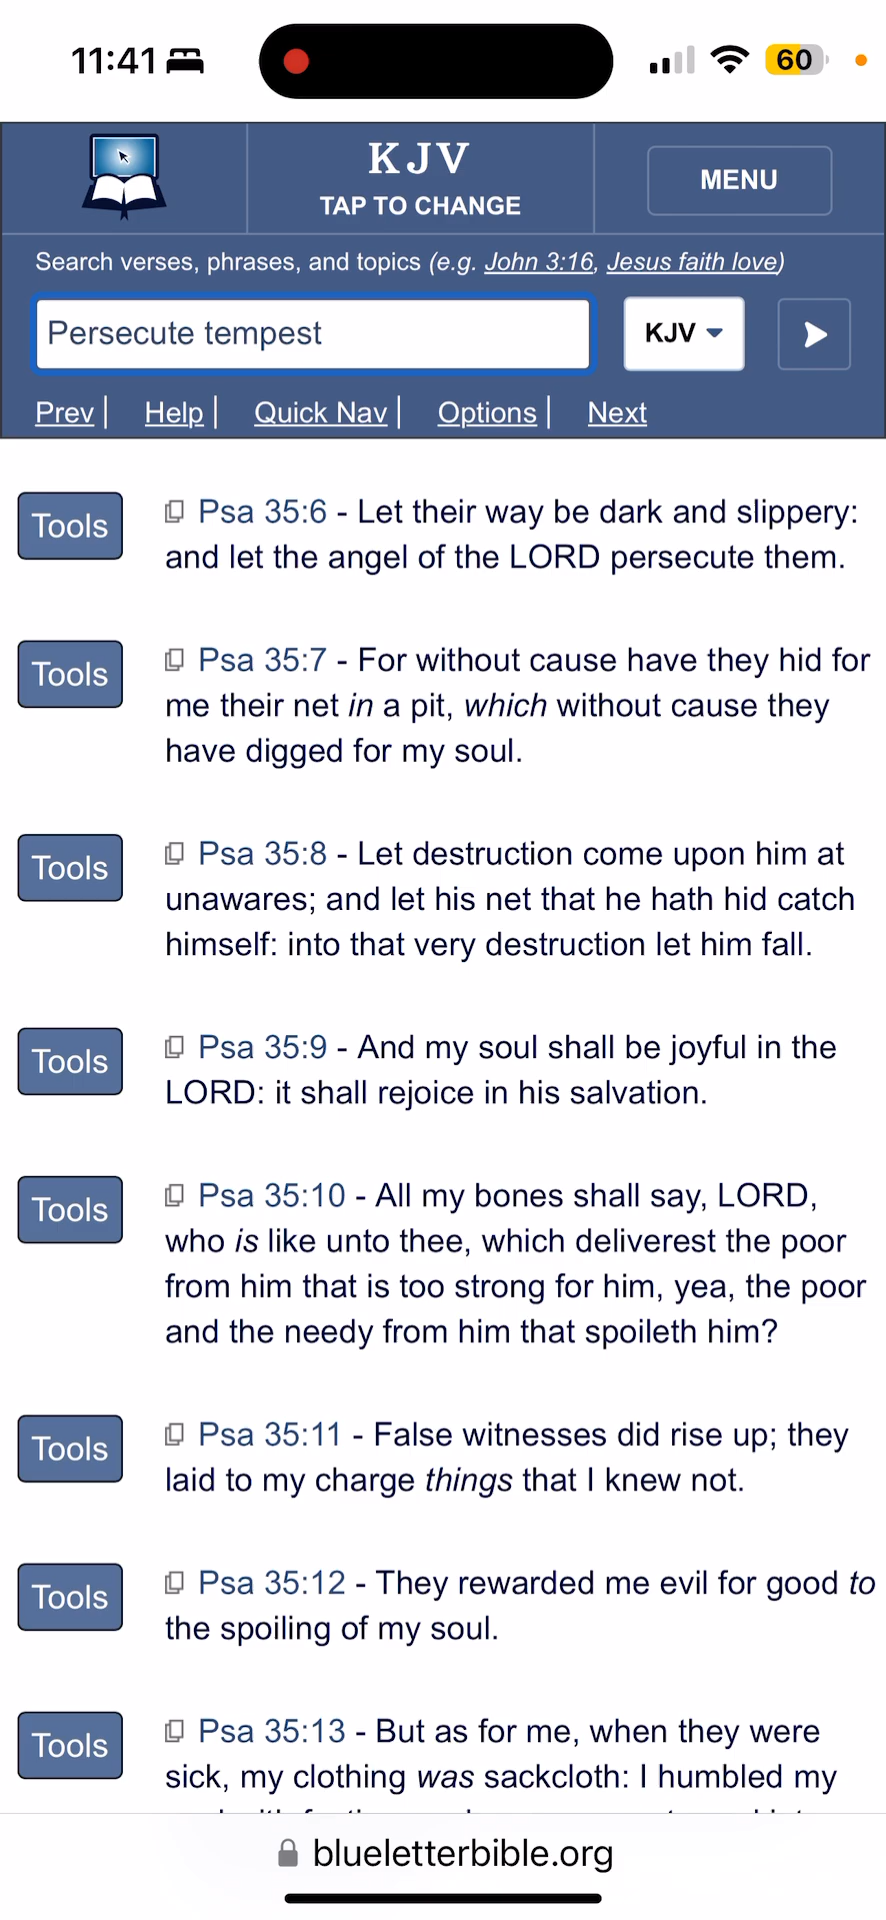 11:41
60
KJV
TAP TO CHANGE
MENU
Search verses, phrases, and topics (e.g. John 3:16, Jesus faith love)
Persecute tempest
KJV
Prev | Help | Quick Nav | Options | Next
Tools
Psa 35:6 - Let their way be dark and slippery:
and let the angel of the LORD persecute them.
Tools
Psa 35:7 - For without cause have they hid for
me their net in a pit, which without cause they
have digged for my soul.
Tools
Psa 35:8 - Let destruction come upon him at
unawares; and let his net that he hath hid catch
himself: into that very destruction let him fall.
Tools
Psa 35:9 - And my soul shall be joyful in the
LORD: it shall rejoice in his salvation.
Tools
Psa 35:10 - All my bones shall say, LORD,
who is like unto thee, which deliverest the poor
from him that is too strong for him, yea, the poor
and the needy from him that spoileth him?
Tools
Psa 35:11 - False witnesses did rise up; they
laid to my charge things that I knew not.
Tools
Psa 35:12 - They rewarded me evil for good to
the spoiling of my soul.
Tools
Psa 35:13 - But as for me, when they were
sick, my clothing was sackcloth: I humbled my
blueletterbible.org